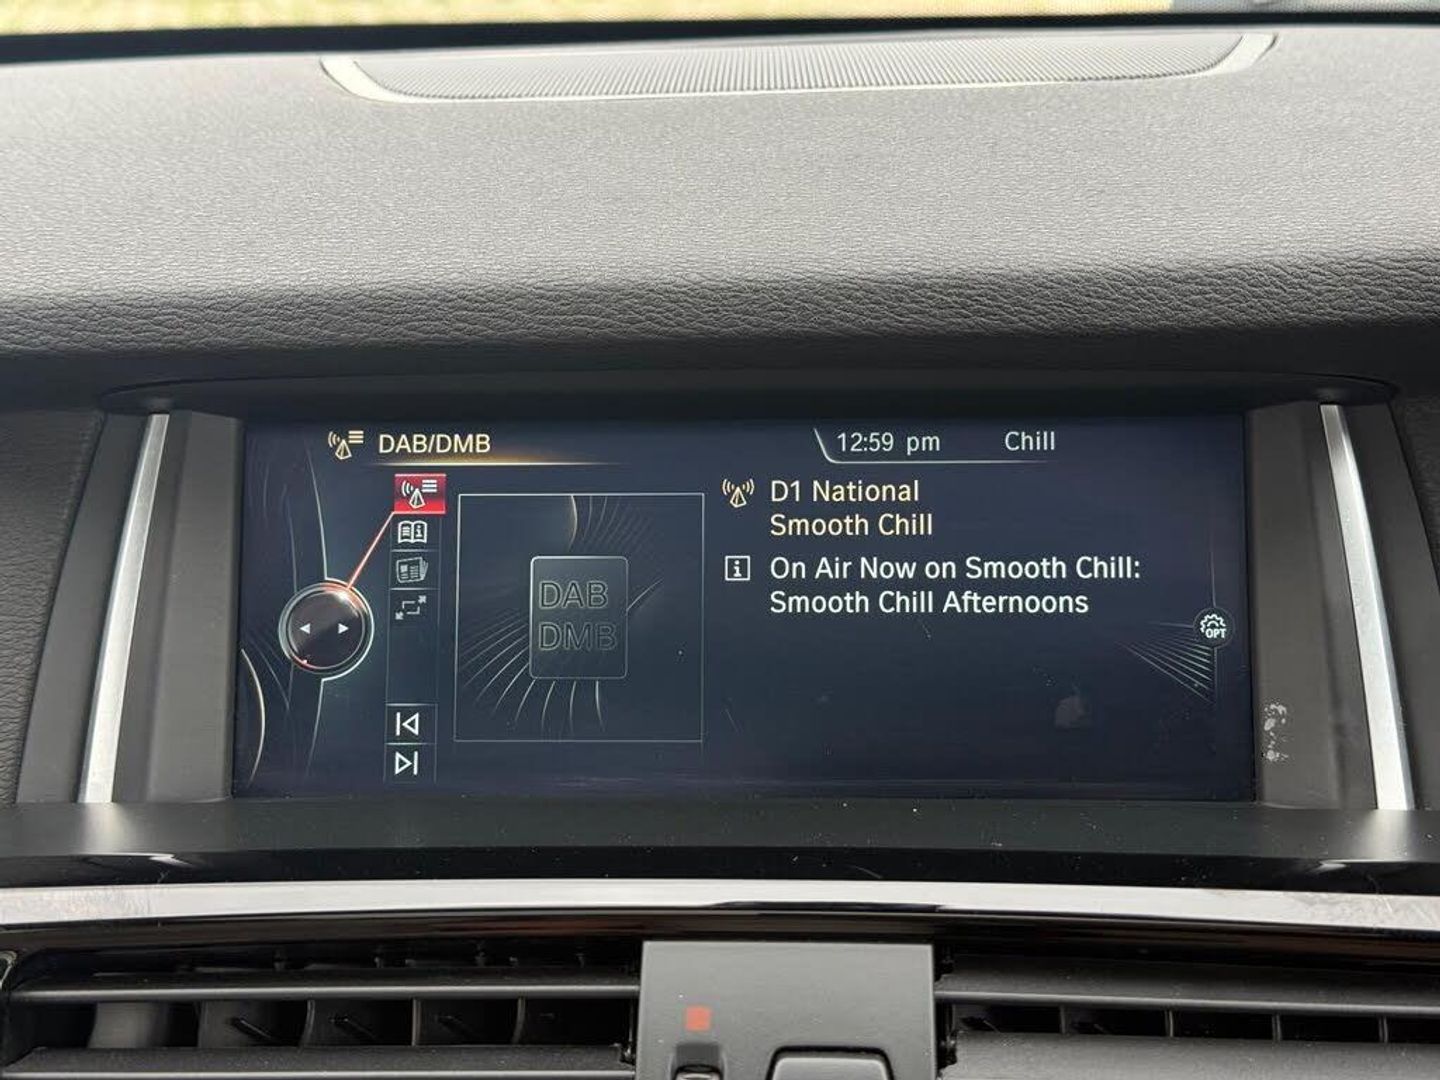 DAB/DMB
12:59 pm Chill
D1 National
Smooth Chill
On Air Now on Smooth Chill:
Smooth Chill Afternoons
DAB
DMB
OPT